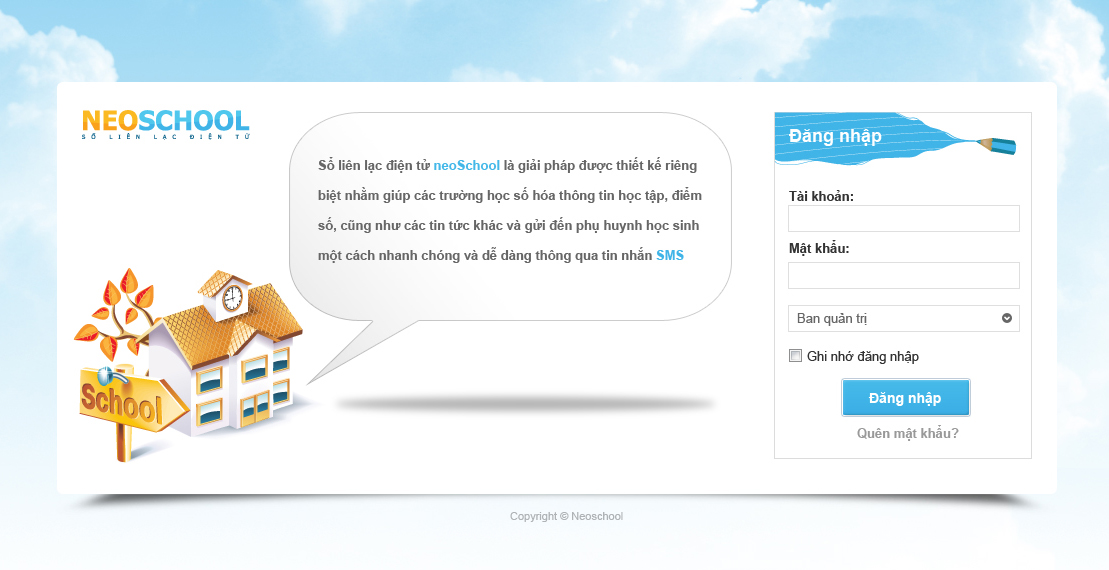 NEOSCHOOL
SỔ LIÊN LẠC ĐIỆN TỬ
Sổ liên lạc điện tử neoSchool là giải pháp được thiết kế riêng
biệt nhằm giúp các trường học số hóa thông tin học tập, điểm
số, cũng như các tin tức khác và gửi đến phụ huynh học sinh
một cách nhanh chóng và dễ dàng thông qua tin nhắn SMS
School
Đăng nhập
Tài khoản:
Mật khẩu:
Ban quản trị
Ghi nhớ đăng nhập
Đăng nhập
Quên mật khẩu?
Copyright © Neoschool